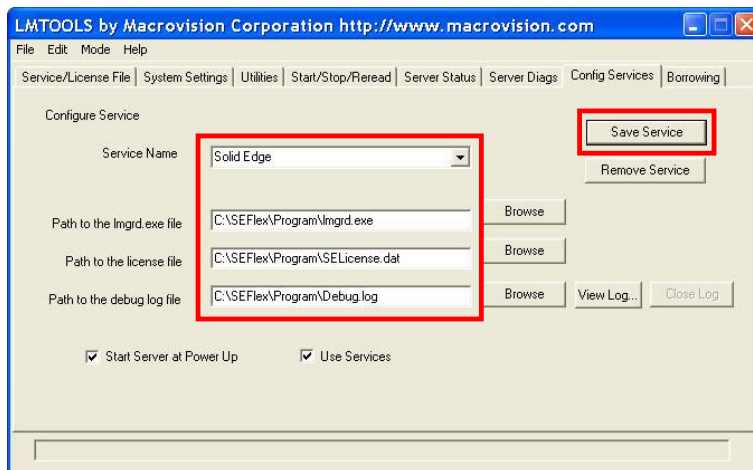 LMTOOLS by Macrovision Corporation http://www.macrovision.com
File Edit Mode Help
Service/License File System Settings Utilities Start/Stop/Reread Server Status Server Diags Config Services Borrowing
Configure Service
Save Service
Service Name Solid Edge
Remove Service
Path to the lmgrd.exe file C:\SEFlex\Program\lmgrd.exe Browse
Path to the license file C:\SEFlex\Program\SELicense.dat Browse
Path to the debug log file C:\SEFlex\Program\Debug.log Browse View Log... Close Log
Start Server at Power Up Use Services